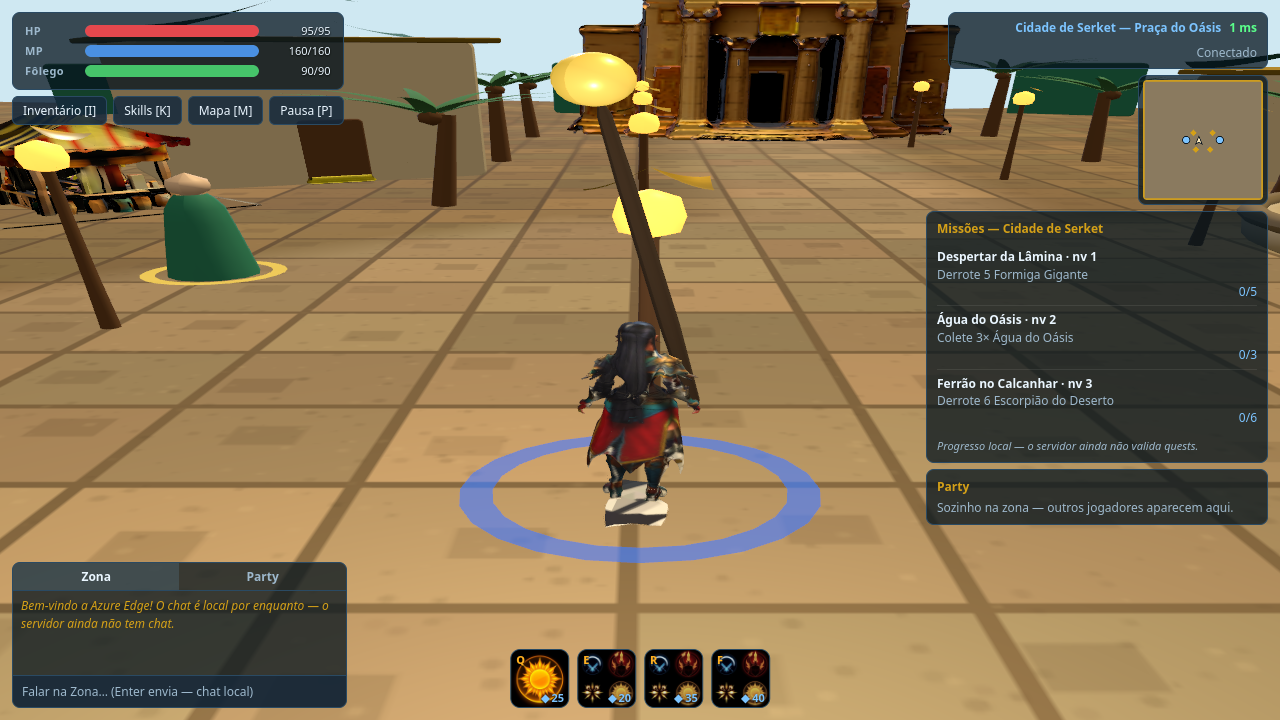 HP 95/95
MP 160/160
Fôlego 90/90
Inventário [I] Skills [K] Mapa [M] Pausa [P]
Cidade de Serket — Praça do Oásis 1 ms
Conectado
Missões — Cidade de Serket
Despertar da Lâmina · nv 1
Derrote 5 Formiga Gigante
0/5
Água do Oásis · nv 2
Colete 3× Água do Oásis
0/3
Ferrão no Calcanhar · nv 3
Derrote 6 Escorpião do Deserto
0/6
Progresso local — o servidor ainda não valida quests.
Party
Sozinho na zona — outros jogadores aparecem aqui.
Zona Party
Bem-vindo a Azure Edge! O chat é local por enquanto — o
servidor ainda não tem chat.
Falar na Zona... (Enter envia — chat local)
Q E R F
25 20 35 40